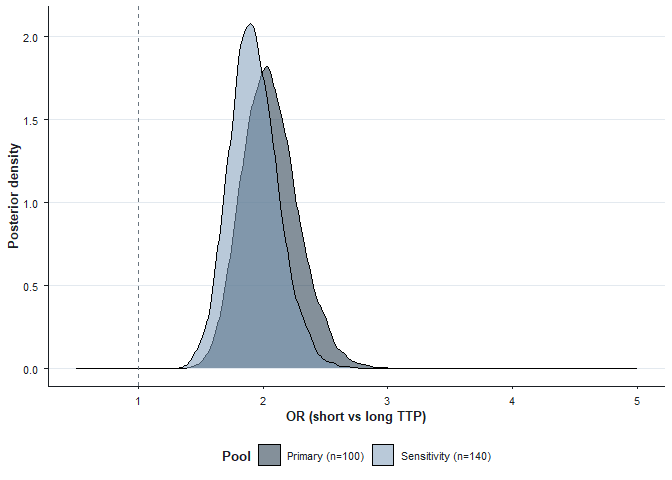 2.0
1.5
1.0
0.5
0.0
Posterior density
1 2 3 4 5
OR (short vs long TTP)
Pool Primary (n=100) Sensitivity (n=140)